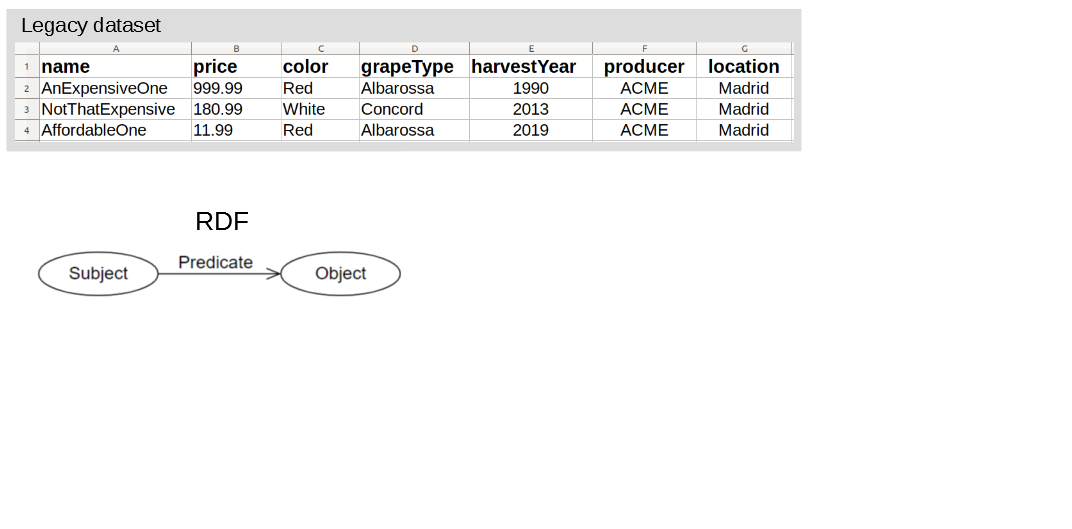 Legacy dataset
A B C D E F G
1 name price color grapeType harvestYear producer location
2 AnExpensiveOne 999.99 Red Albarossa 1990 ACME Madrid
3 NotThatExpensive 180.99 White Concord 2013 ACME Madrid
4 AffordableOne 11.99 Red Albarossa 2019 ACME Madrid
RDF
Subject Predicate Object